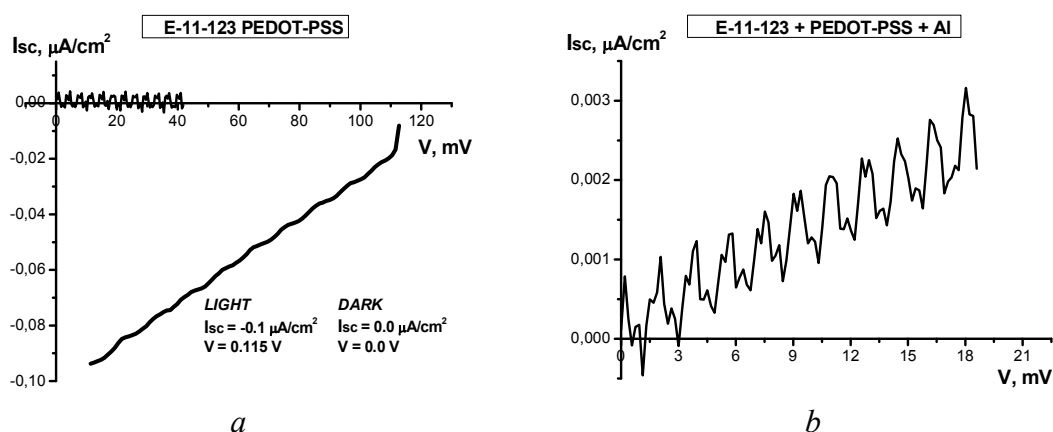 E-11-123 PEDOT-PSS
Isc, µA/cm²
0,00
0
20
40
60
80
100
120
V, mV
-0,02
-0,04
-0,06
-0,08
-0,10
LIGHT
Isc = -0.1 µA/cm²
V = 0.115 V
DARK
Isc = 0.0 µA/cm²
V = 0.0 V
a
E-11-123 + PEDOT-PSS + Al
Isc, µA/cm²
0,003
0,002
0,001
0,000
0
3
6
9
12
15
18
21
V, mV
b